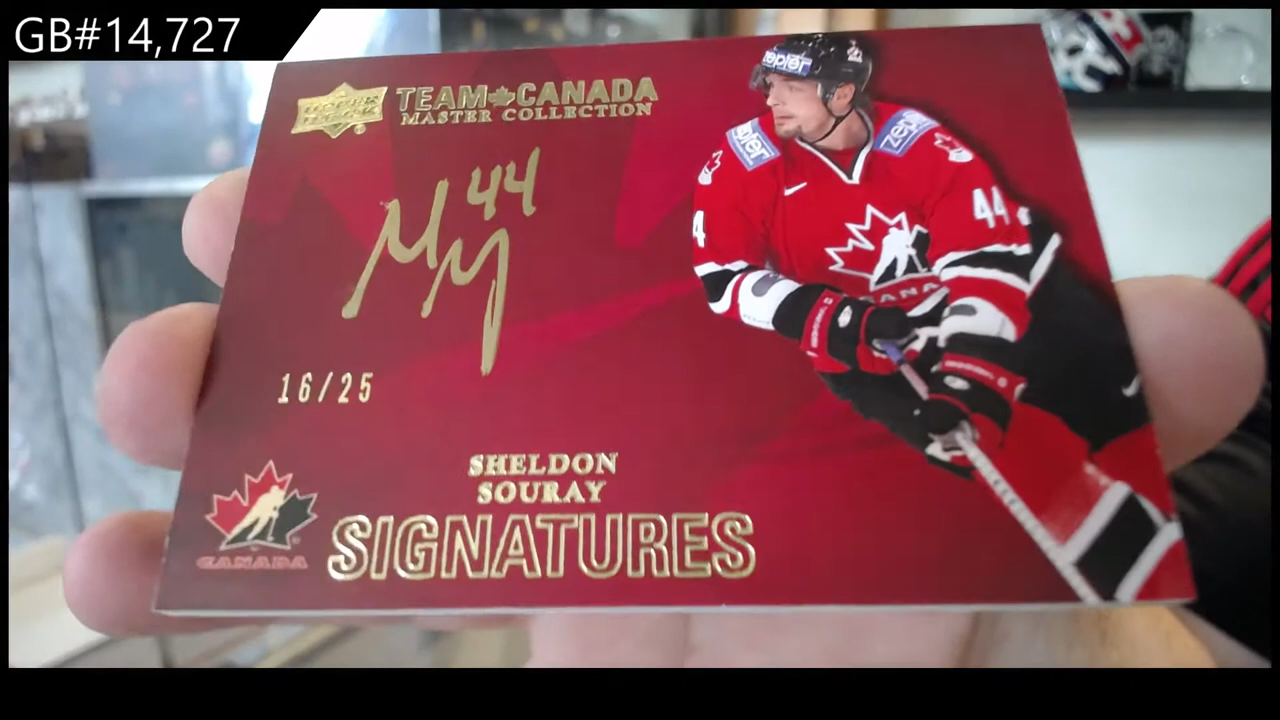 GB#14,727
UPPER DECK
TEAM CANADA
MASTER COLLECTION
zepter
zepter
zepter
44
44
4
CANADA
16/25
SHELDON
SOURAY
SIGNATURES
CANADA